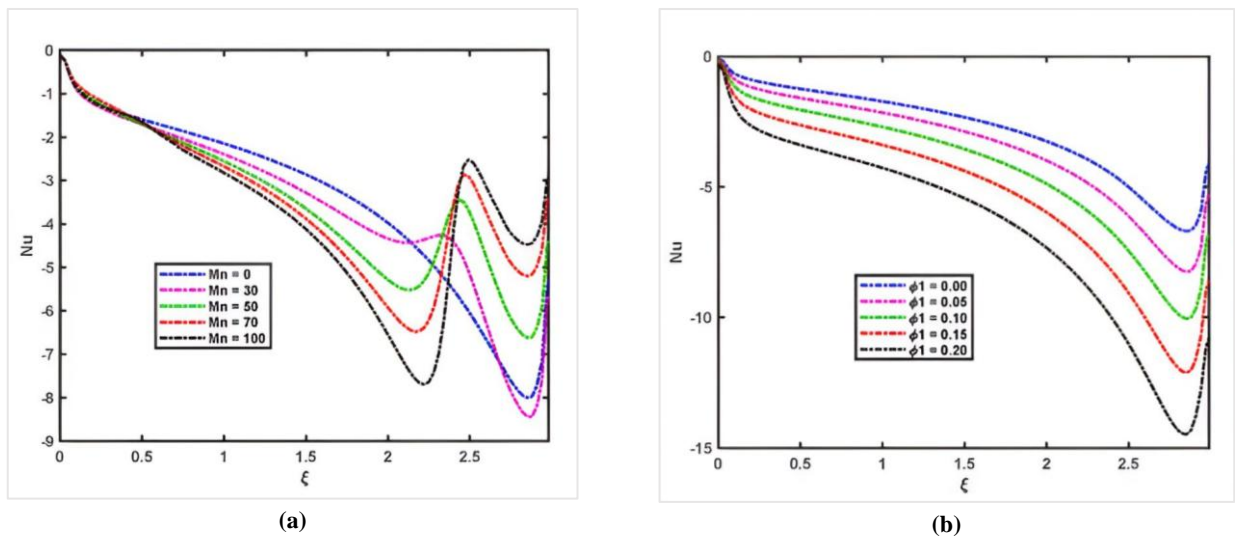 0
-1
-2
-3
-4
-5
-6
-7
-8
-9
Nu
Mn = 0
Mn = 30
Mn = 50
Mn = 70
Mn = 100
0 0.5 1 1.5 2 2.5
ξ
(a)
0
-5
-10
-15
Nu
ϕ1 = 0.00
ϕ1 = 0.05
ϕ1 = 0.10
ϕ1 = 0.15
ϕ1 = 0.20
0 0.5 1 1.5 2 2.5
ξ
(b)